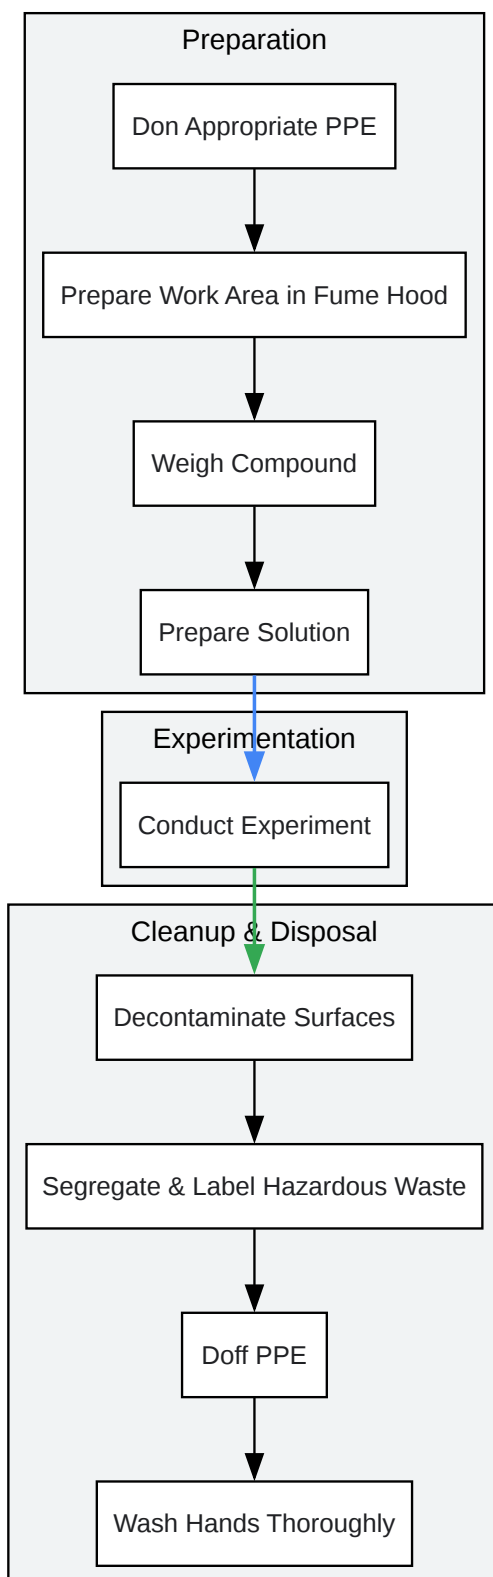 Preparation
Don Appropriate PPE
Prepare Work Area in Fume Hood
Weigh Compound
Prepare Solution
Experimentation
Conduct Experiment
Cleanup & Disposal
Decontaminate Surfaces
Segregate & Label Hazardous Waste
Doff PPE
Wash Hands Thoroughly